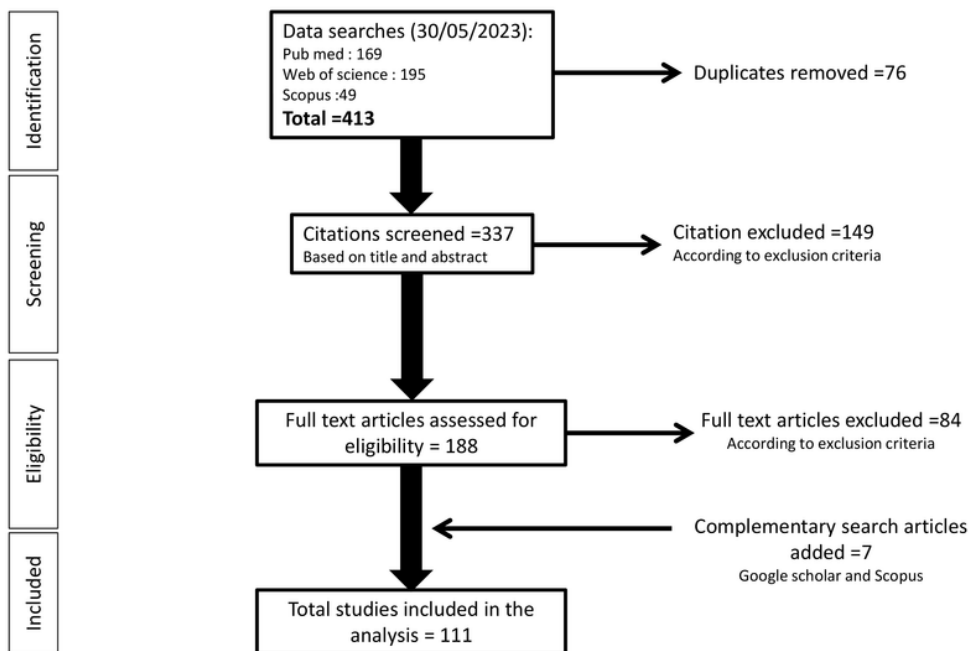 Identification
Data searches (30/05/2023):
Pub med : 169
Web of science : 195
Scopus :49
Total =413
Duplicates removed =76
Screening
Citations screened =337
Based on title and abstract
Citation excluded =149
According to exclusion criteria
Eligibility
Full text articles assessed for
eligibility = 188
Full text articles excluded =84
According to exclusion criteria
Complementary search articles
added =7
Google scholar and Scopus
Included
Total studies included in the
analysis = 111